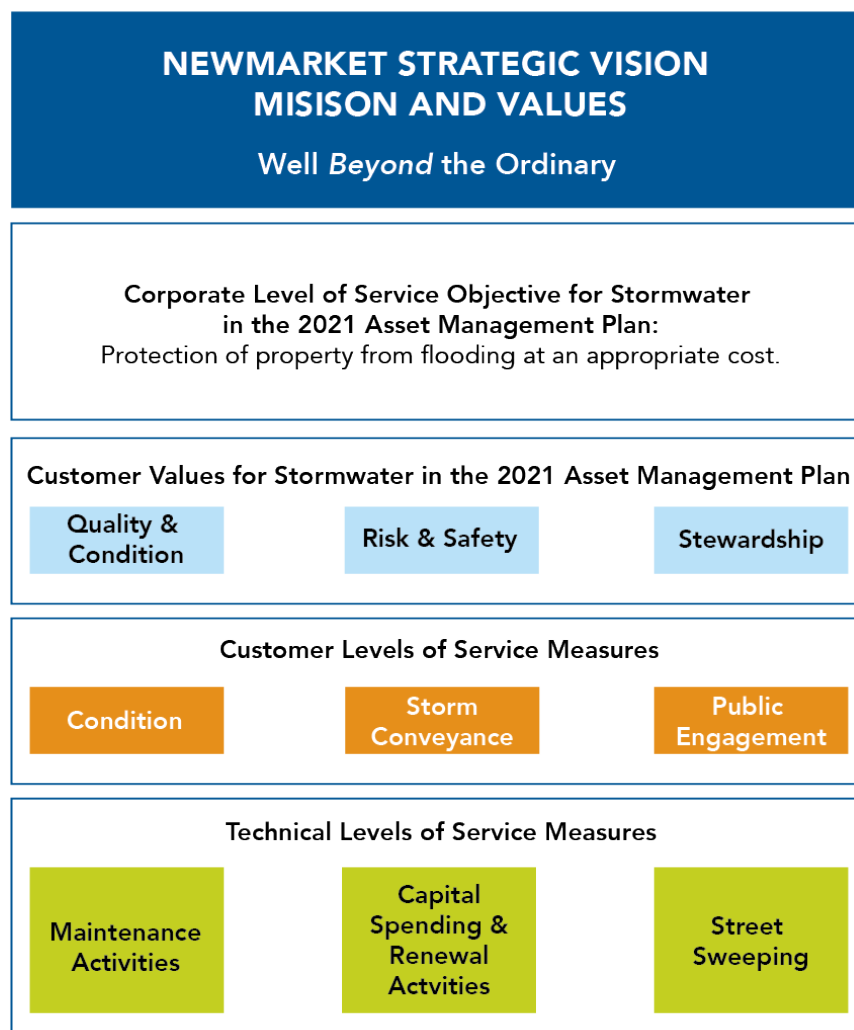 NEWMARKET STRATEGIC VISION
MISISON AND VALUES
Well Beyond the Ordinary
Corporate Level of Service Objective for Stormwater
in the 2021 Asset Management Plan:
Protection of property from flooding at an appropriate cost.
Customer Values for Stormwater in the 2021 Asset Management Plan
Quality &
Condition
Risk & Safety
Stewardship
Customer Levels of Service Measures
Condition
Storm
Conveyance
Public
Engagement
Technical Levels of Service Measures
Maintenance
Activities
Capital
Spending &
Renewal
Actvities
Street
Sweeping